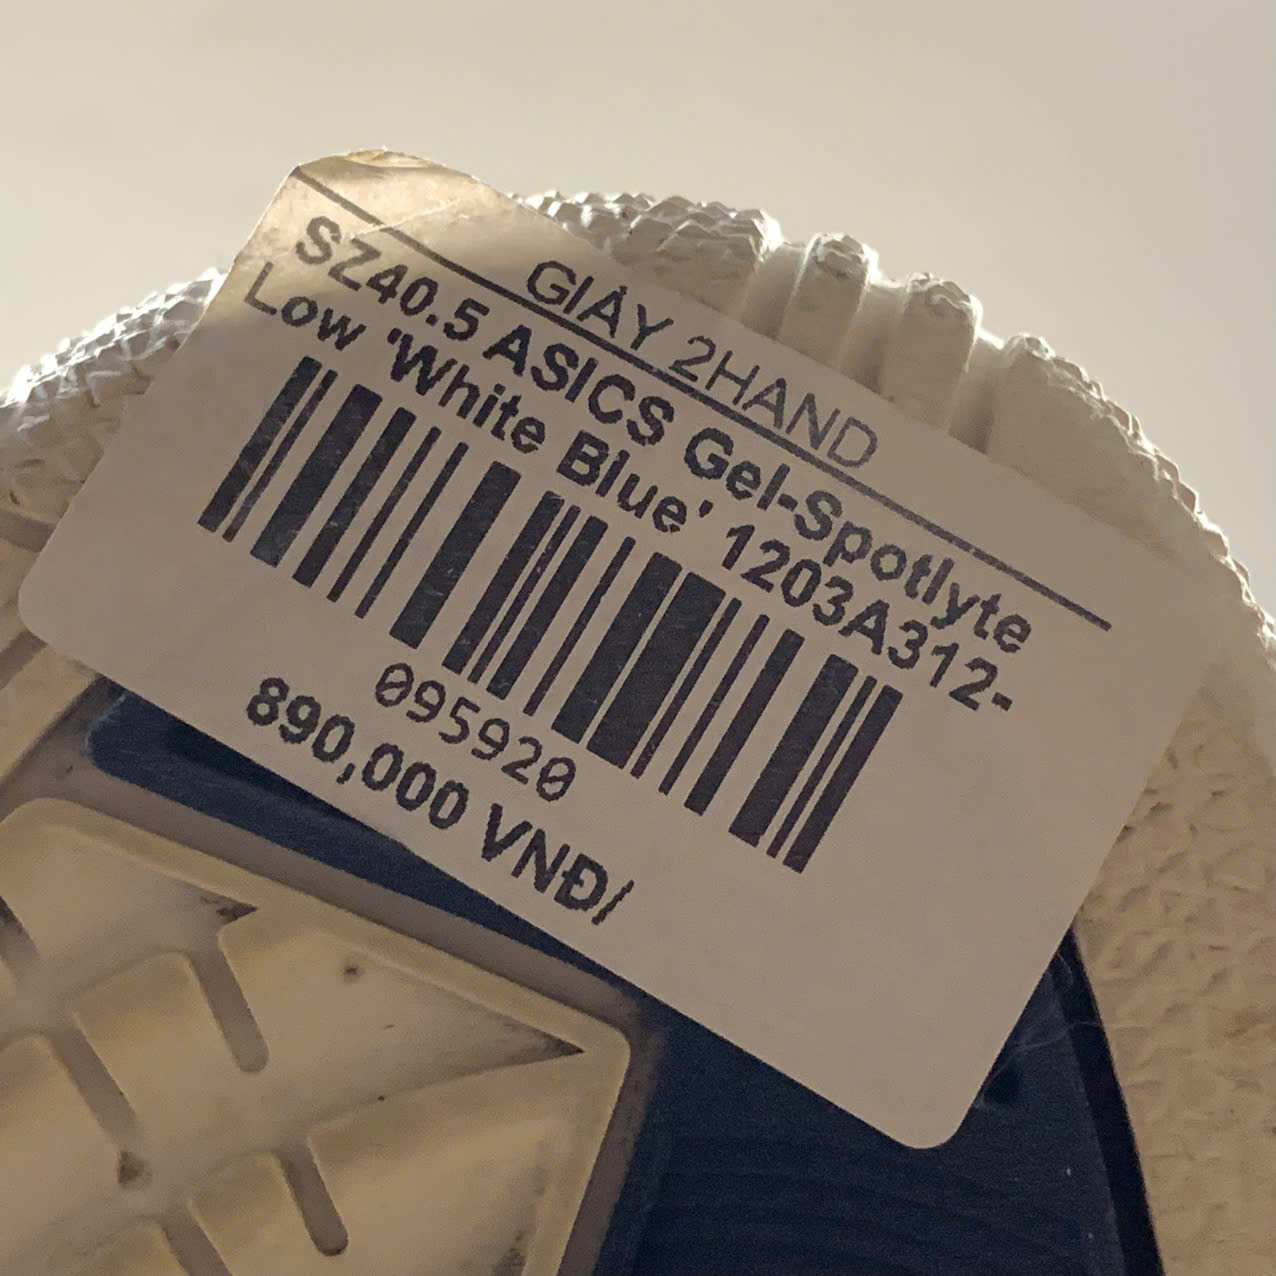 GIÀY 2HAND
SZ40.5 ASICS Gel-Spotlyte
Low 'White Blue' 1203A312-
095920
890,000 VNĐ/